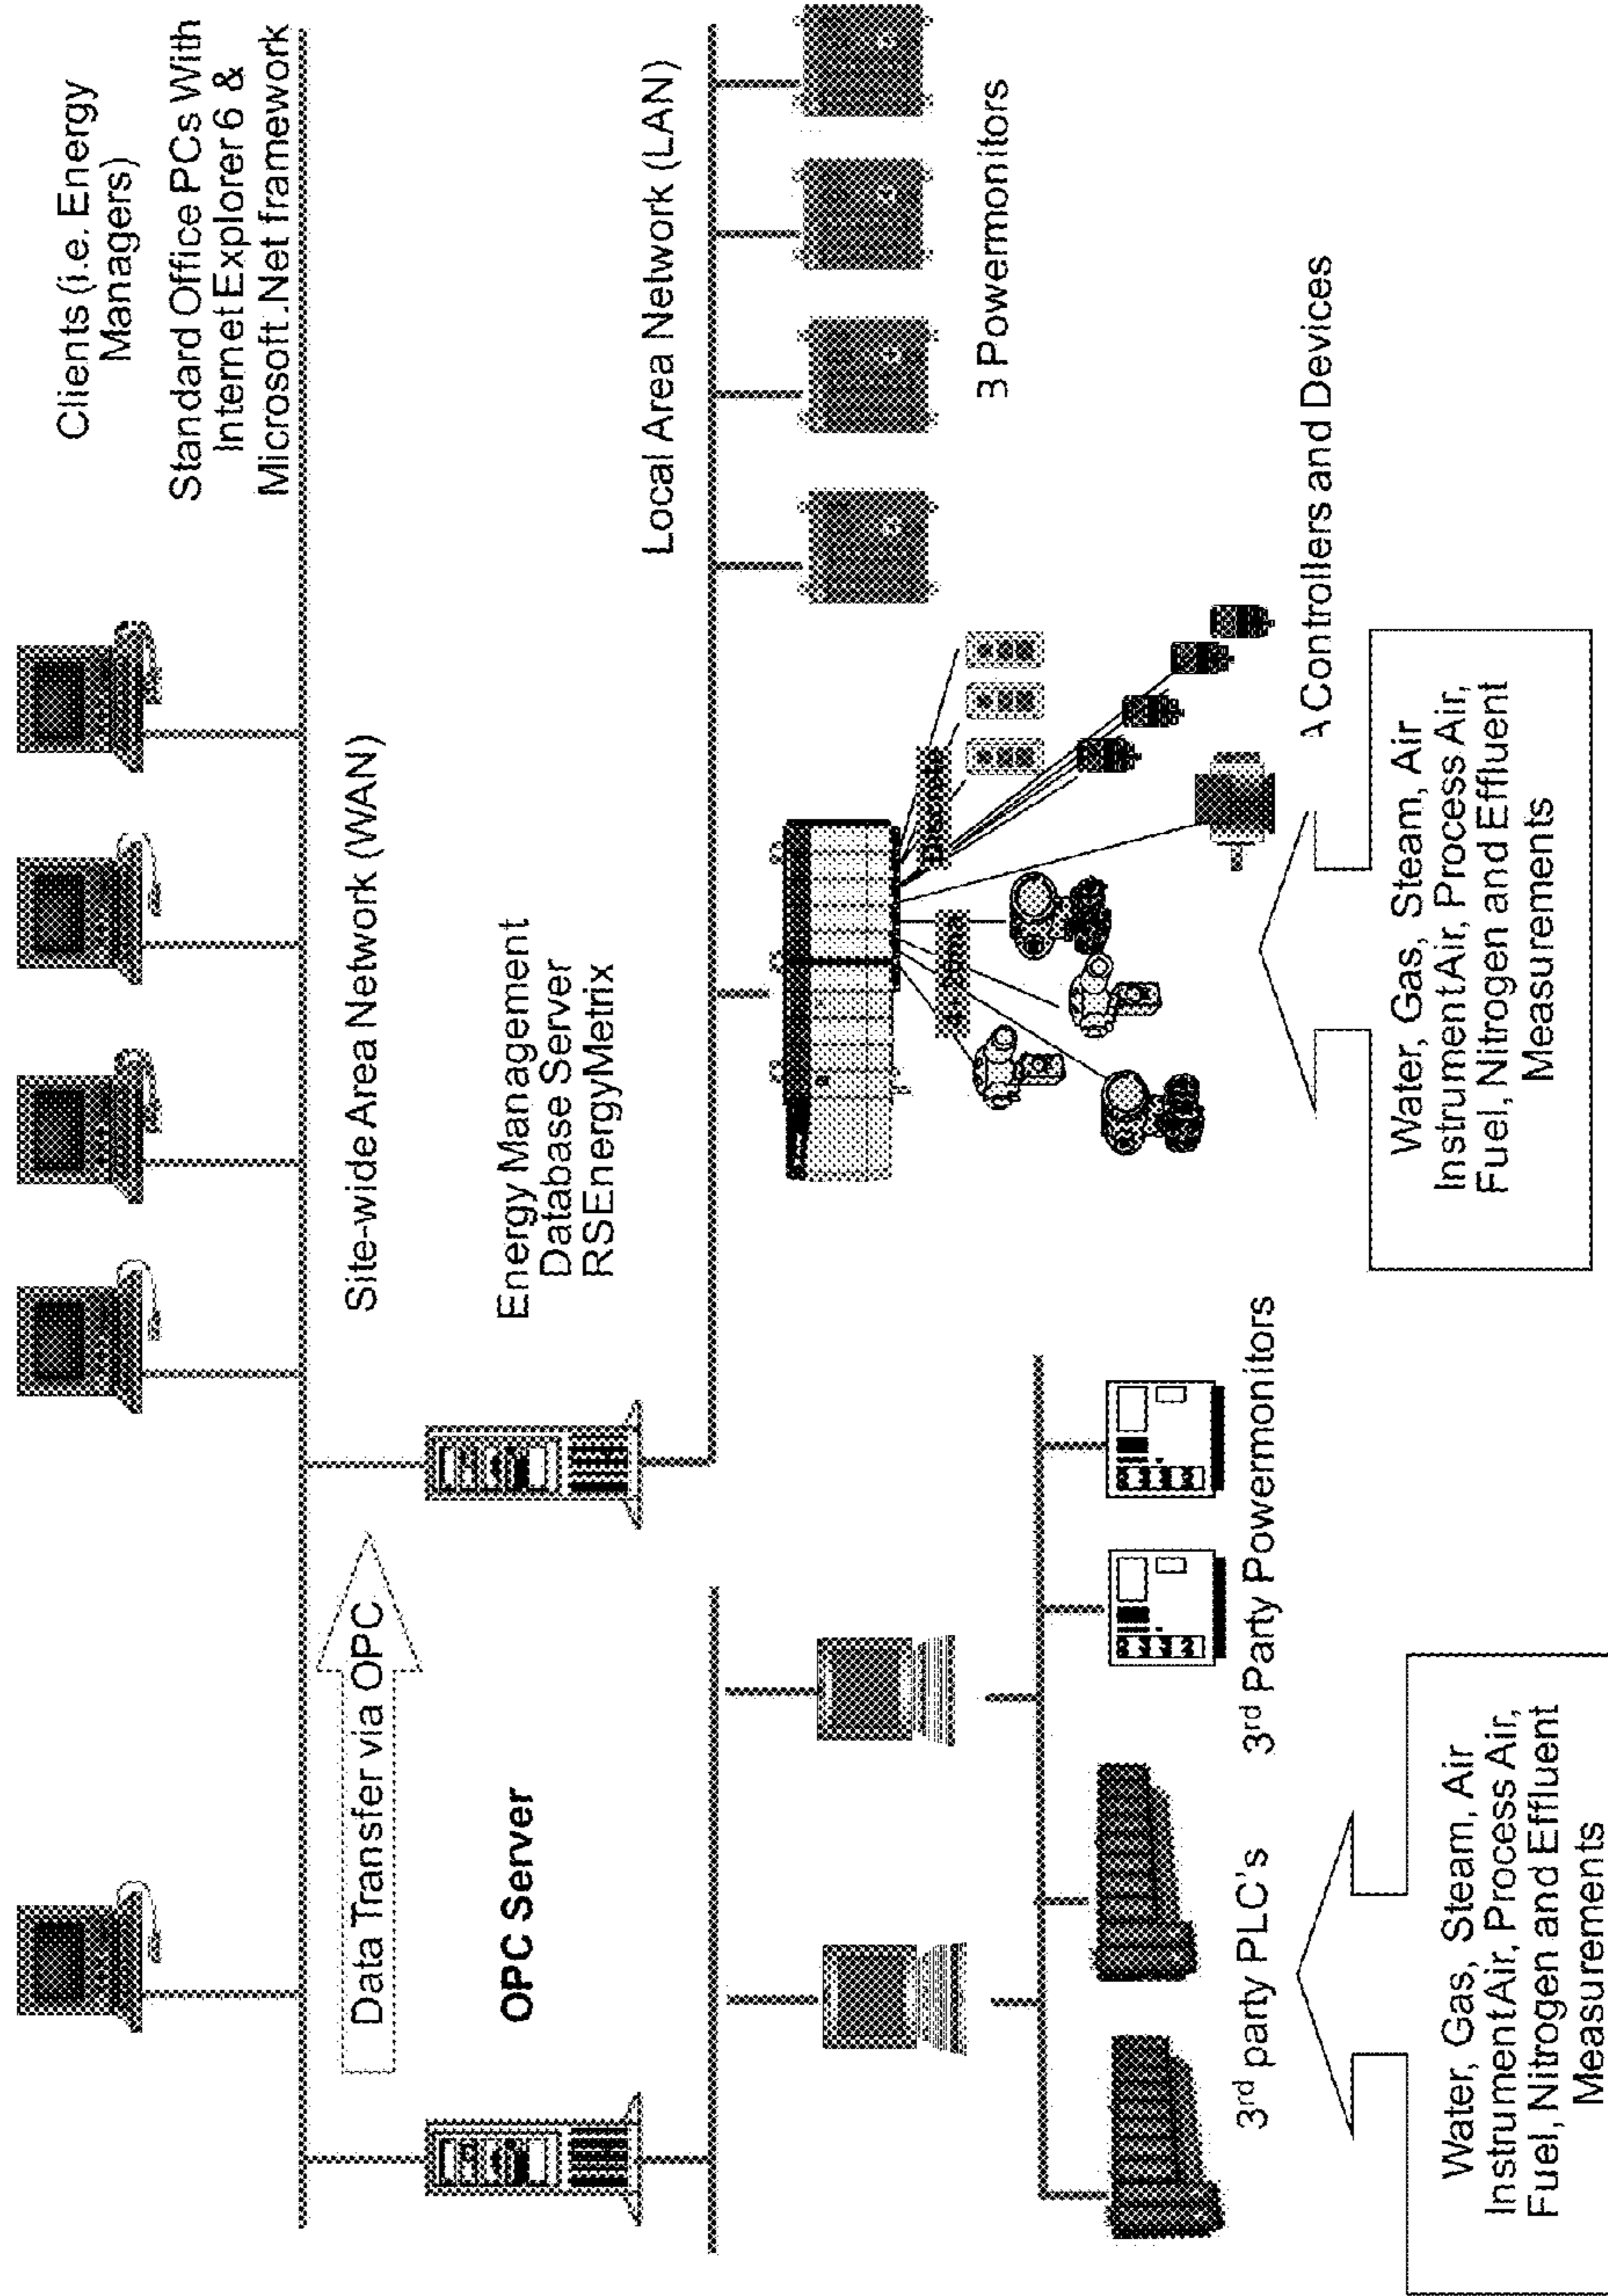 Clients (i.e. Energy
Managers)
Standard Office PCs With
Internet Explorer 6 &
Microsoft .Net framework
Site-wide Area Network (WAN)
Data Transfer via OPC
Energy Management
Database Server
RSEnergyMetrix
OPC Server
Local Area Network (LAN)
Discrete
3 Powermonitors
A Controllers and Devices
3rd party PLC's
3rd Party Powermonitors
Water, Gas, Steam, Air
Instrument Air, Process Air,
Fuel, Nitrogen and Effluent
Measurements
Water, Gas, Steam, Air
Instrument Air, Process Air,
Fuel, Nitrogen and Effluent
Measurements